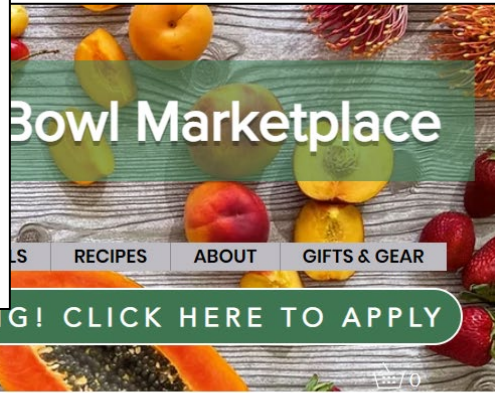 Bowl Marketplace
LS RECIPES ABOUT GIFTS & GEAR
G! CLICK HERE TO APPLY
0